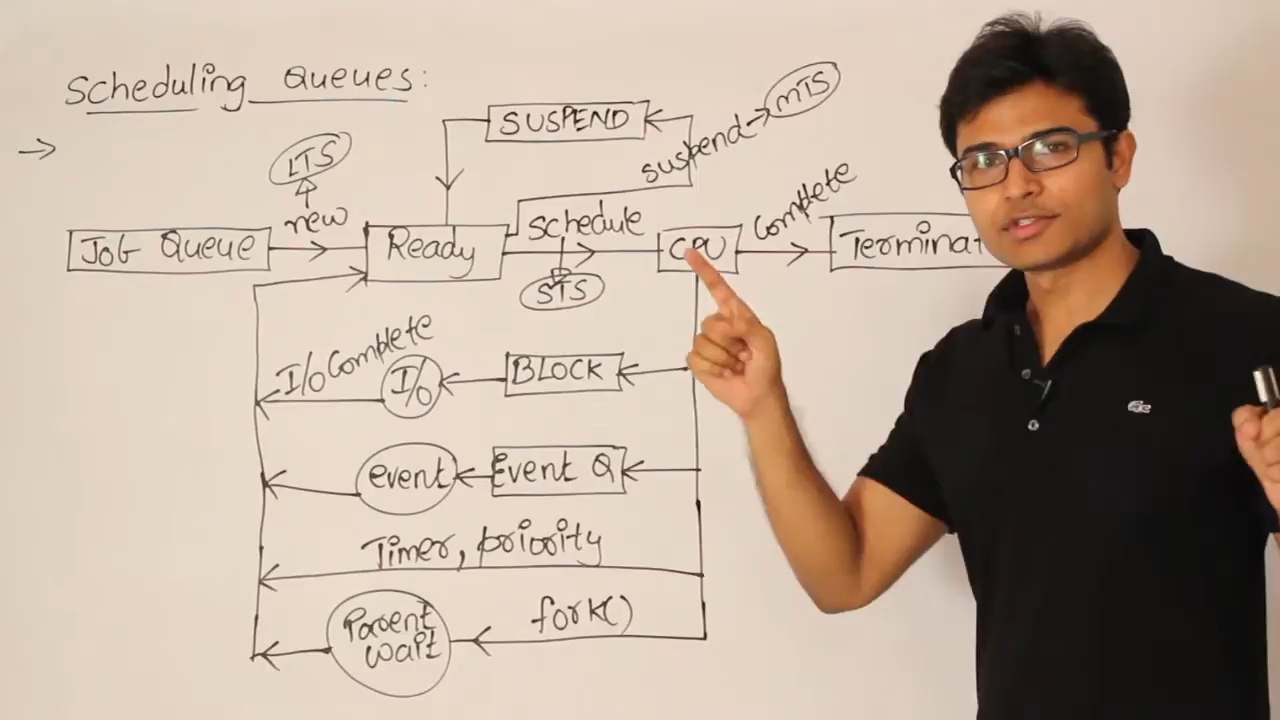 Scheduling Queues:
SUSPEND
suspend
MTS
LTS
new
Schedule
Complete
Job Queue
Ready
CPU
Terminat
STS
I/O Complete
I/O
BLOCK
event
Event Q
Timer, priority
fork()
Parent
wait